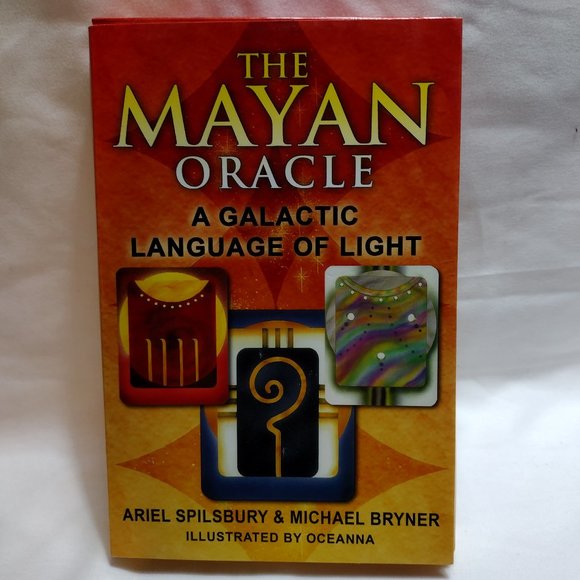 THE
MAYAN
ORACLE
A GALACTIC
LANGUAGE OF LIGHT
ARIEL SPILSBURY & MICHAEL BRYNER
ILLUSTRATED BY OCEANNA